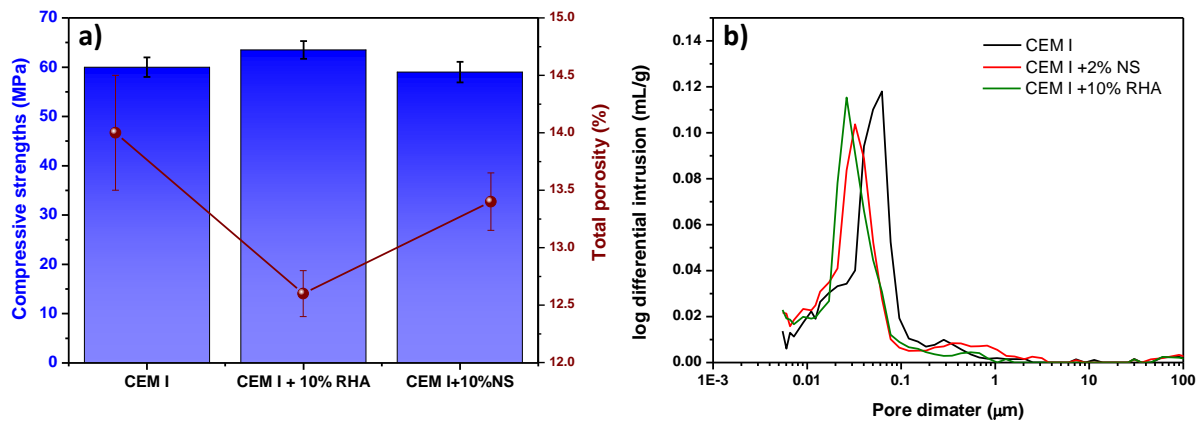 a)
Compressive strengths (MPa)
70
60
50
40
30
20
10
0
CEM I
CEM I + 10% RHA
CEM I+10%NS
15.0
14.5
14.0
13.5
13.0
12.5
12.0
Total porosity (%)
b)
log differential intrusion (mL/g)
0.14
0.12
0.10
0.08
0.06
0.04
0.02
0.00
CEM I
CEM I +2% NS
CEM I +10% RHA
1E-3
0.01
0.1
1
10
100
Pore dimater (μm)